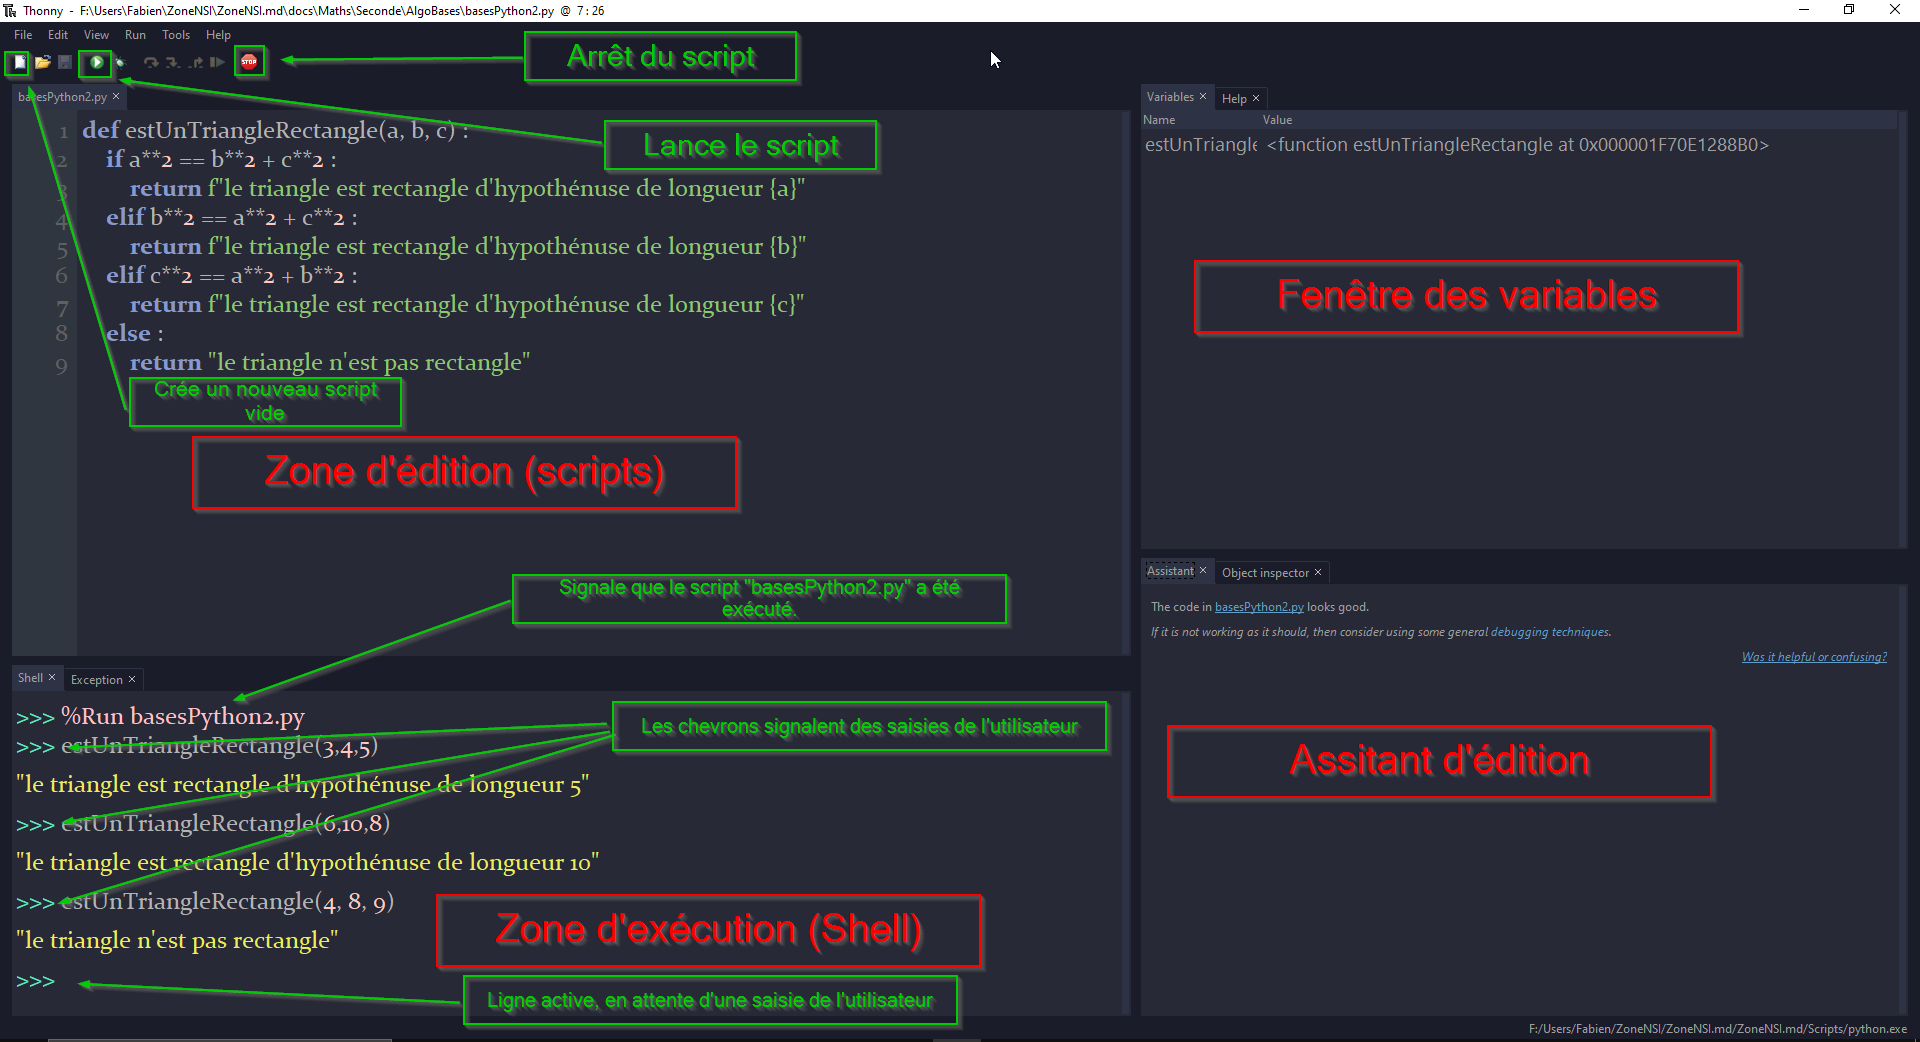 Thonny - F:\Users\Fabien\ZoneNSI\ZoneNSI.md\docs\Maths\Seconde\AlgoBases\basesPython2.py @ 7:26
File Edit View Run Tools Help
STOP
Arrêt du script
basesPython2.py ×
Lance le script
1 def estUnTriangleRectangle(a, b, c) :
2 if a**2 == b**2 + c**2 :
3 return f"le triangle est rectangle d'hypothénuse de longueur {a}"
4 elif b**2 == a**2 + c**2 :
5 return f"le triangle est rectangle d'hypothénuse de longueur {b}"
6 elif c**2 == a**2 + b**2 :
7 return f"le triangle est rectangle d'hypothénuse de longueur {c}"
8 else :
9 return "le triangle n'est pas rectangle"
Crée un nouveau script
vide
Zone d'édition (scripts)
Signale que le script "basesPython2.py" a été
exécuté.
Shell × Exception ×
>>> %Run basesPython2.py
>>> estUnTriangleRectangle(3,4,5)
"le triangle est rectangle d'hypothénuse de longueur 5"
>>> estUnTriangleRectangle(6,10,8)
"le triangle est rectangle d'hypothénuse de longueur 10"
>>> estUnTriangleRectangle(4, 8, 9)
"le triangle n'est pas rectangle"
>>>
Les chevrons signalent des saisies de l'utilisateur
Zone d'exécution (Shell)
Ligne active, en attente d'une saisie de l'utilisateur
Variables × Help ×
Name Value
estUnTriangle <function estUnTriangleRectangle at 0x000001F70E1288B0>
Fenêtre des variables
Assistant × Object inspector ×
The code in basesPython2.py looks good.
If it is not working as it should, then consider using some general debugging techniques.
Was it helpful or confusing?
Assitant d'édition
F:/Users/Fabien/ZoneNSI/ZoneNSI.md/ZoneNSI.md/Scripts/python.exe